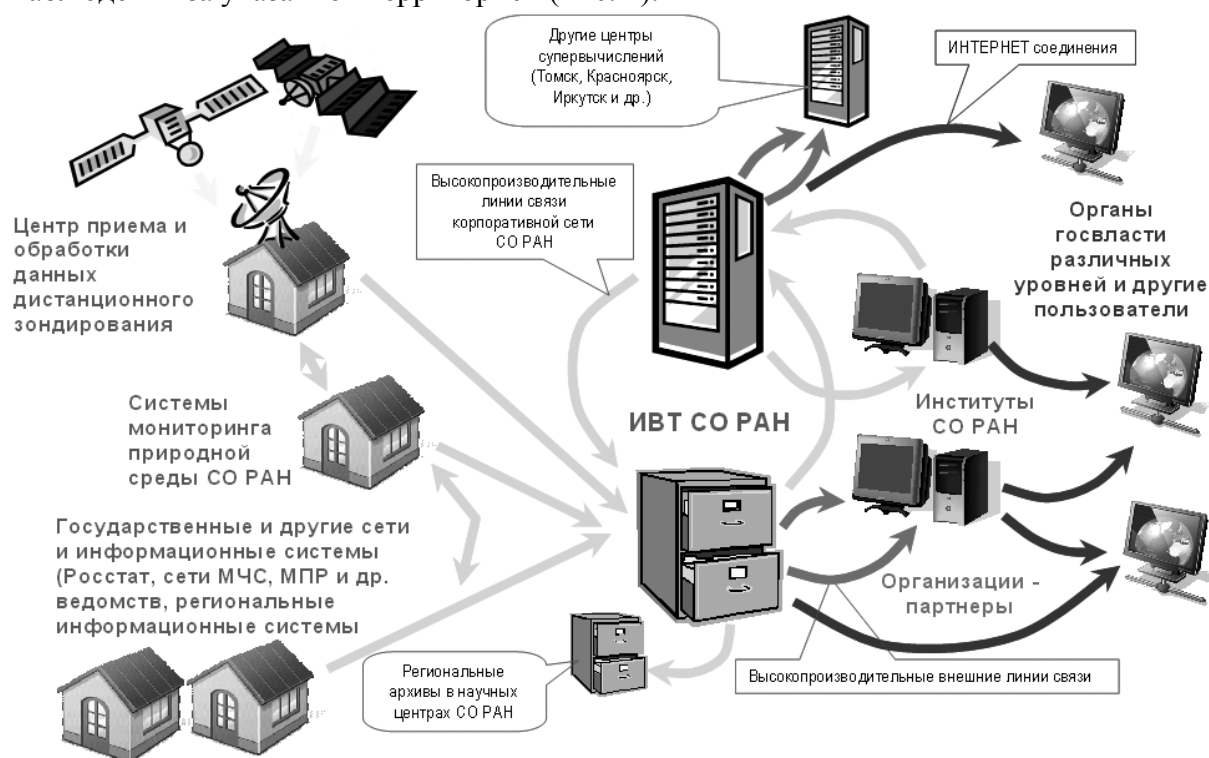 Другие центры
супервычислений
(Томск, Красноярск,
Иркутск и др.)
ИНТЕРНЕТ соединения
Высокопроизводительные
линии связи
корпоративной сети
СО РАН
Центр приема и
обработки
данных
дистанционного
зондирования
Органы
госвласти
различных
уровней и другие
пользователи
Системы
мониторинга
природной
среды СО РАН
ИВТ СО РАН
Институты
СО РАН
Государственные и другие сети
и информационные системы
(Росстат, сети МЧС, МПР и др.
ведомств, региональные
информационные системы
Организации -
партнеры
Региональные
архивы в научных
центрах СО РАН
Высокопроизводительные внешние линии связи